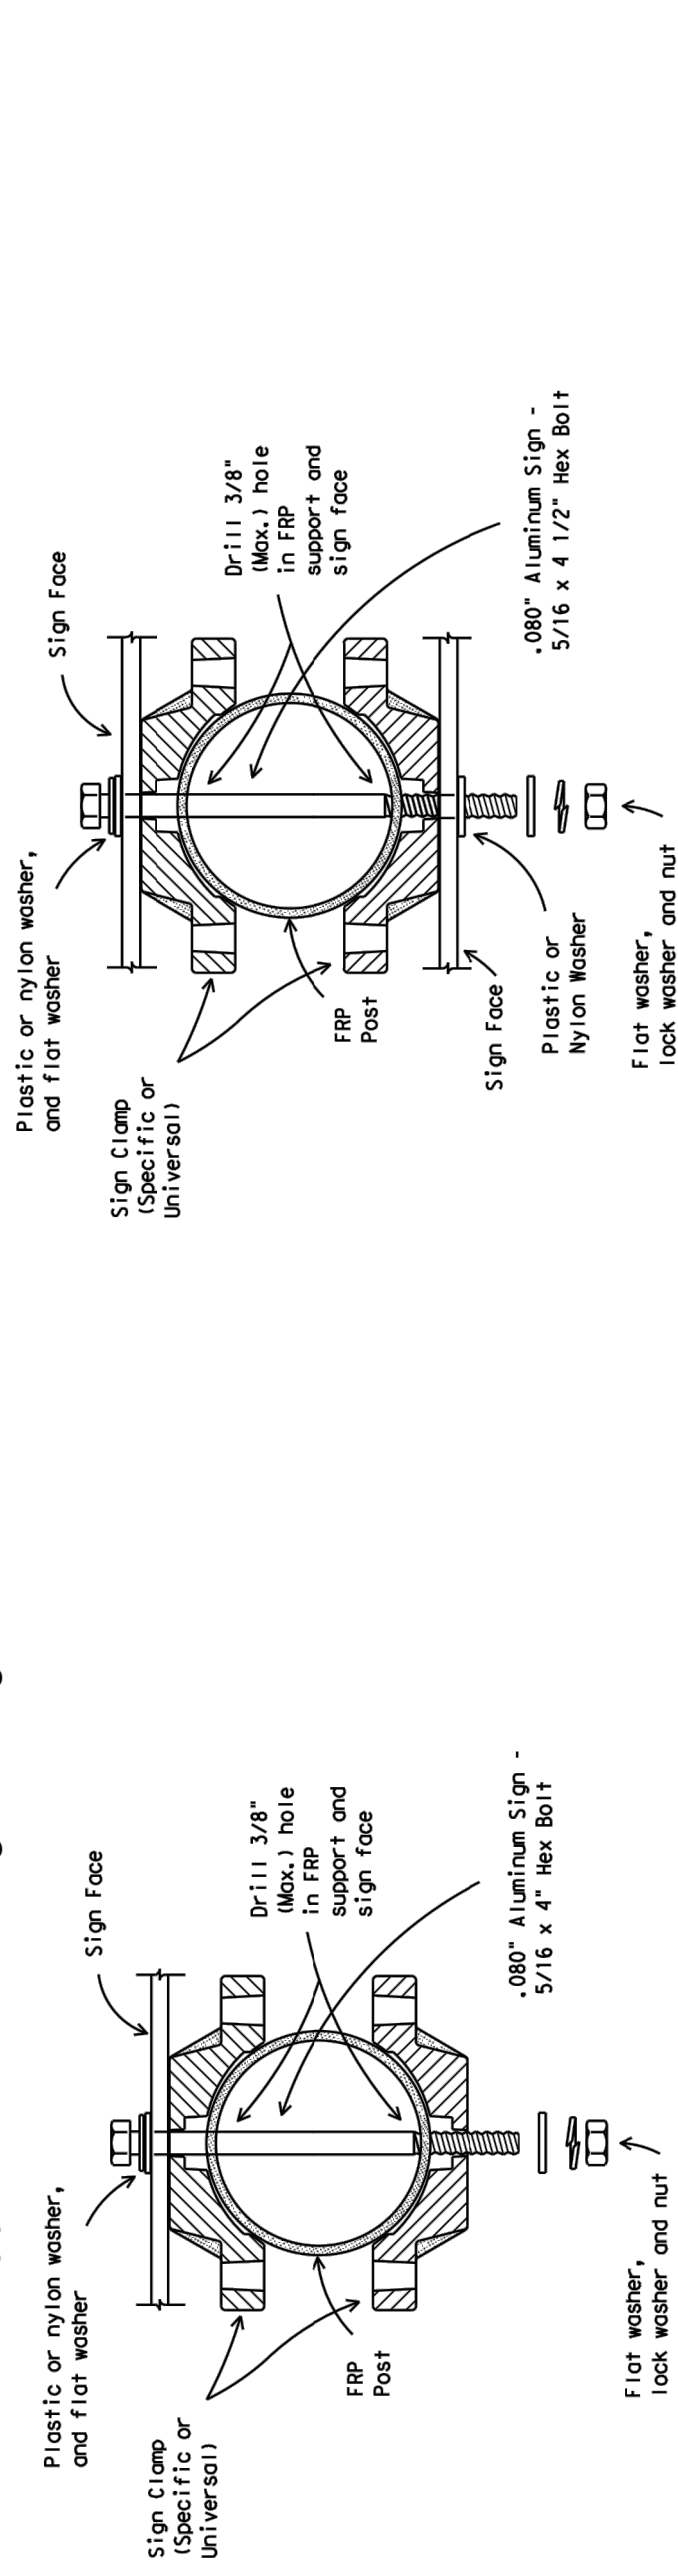 Plastic or nylon washer,
and flat washer
Sign Face
Sign Clamp
(Specific or
Universal)
Drill 3/8"
(Max.) hole
in FRP
support and
sign face
FRP
Post
.080" Aluminum Sign -
5/16 x 4" Hex Bolt
Flat washer,
lock washer and nut
Plastic or nylon washer,
and flat washer
Sign Face
Sign Clamp
(Specific or
Universal)
Drill 3/8"
(Max.) hole
in FRP
support and
sign face
FRP
Post
Sign Face
.080" Aluminum Sign -
5/16 x 4 1/2" Hex Bolt
Plastic or
Nylon Washer
Flat washer,
lock washer and nut